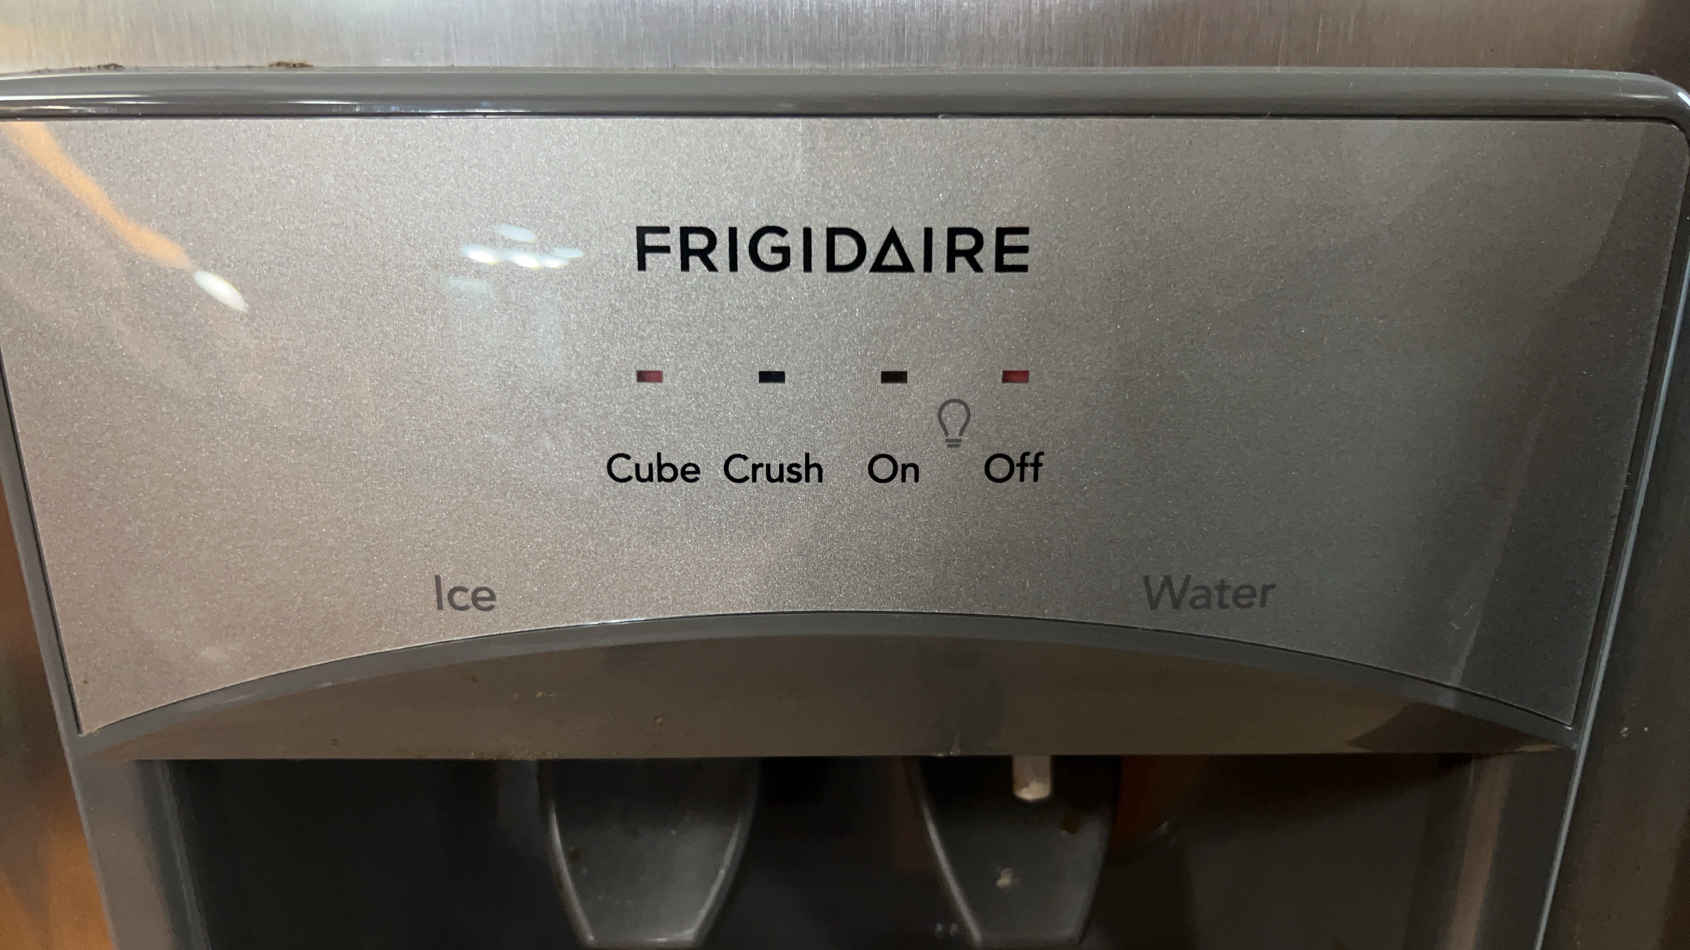 FRIGIDAIRE
Cube Crush On Off
Ice Water